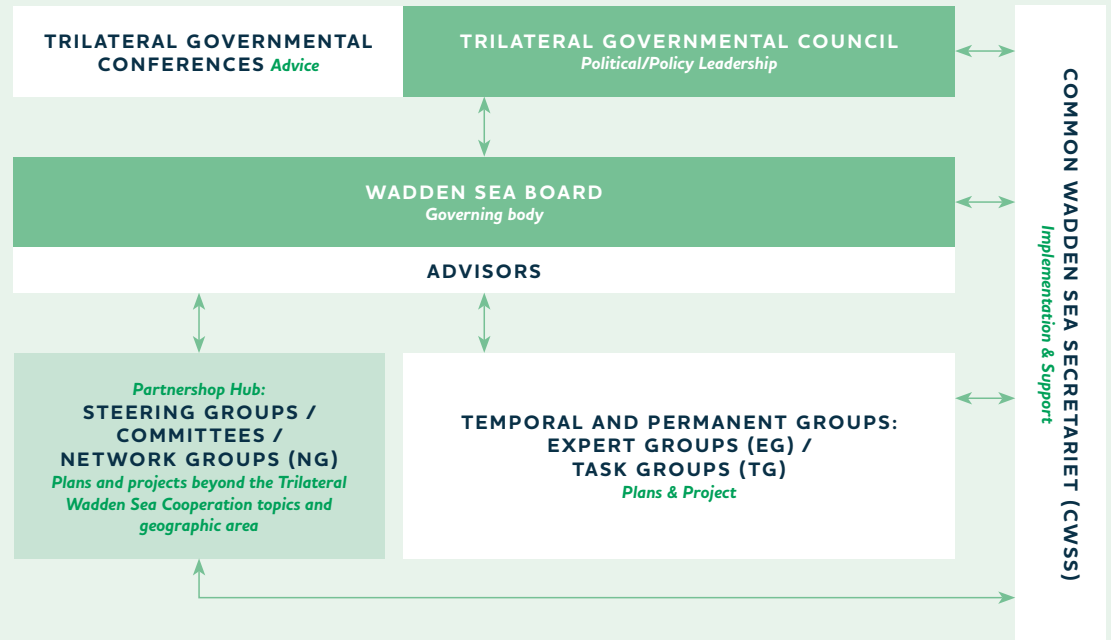 TRILATERAL GOVERNMENTAL
CONFERENCES Advice
TRILATERAL GOVERNMENTAL COUNCIL
Political/Policy Leadership
WADDEN SEA BOARD
Governing body
ADVISORS
Partnershop Hub:
STEERING GROUPS /
COMMITTEES /
NETWORK GROUPS (NG)
Plans and projects beyond the Trilateral
Wadden Sea Cooperation topics and
geographic area
TEMPORAL AND PERMANENT GROUPS:
EXPERT GROUPS (EG) /
TASK GROUPS (TG)
Plans & Project
COMMON WADDEN SEA SECRETARIET (CWSS)
Implementation & Support